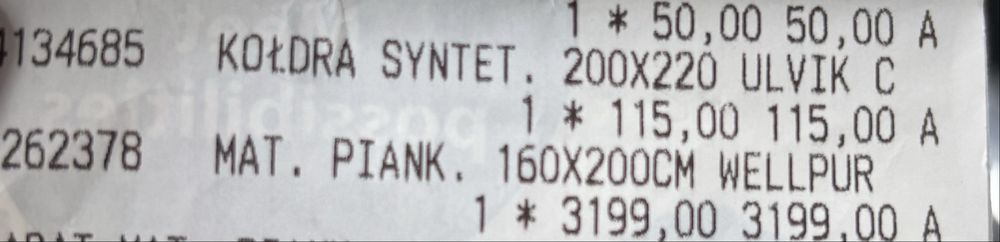 1 * 50,00 50,00 A
4134685 KOŁDRA SYNTET. 200X220 ULVIK C
1 * 115,00 115,00 A
262378 MAT. PIANK. 160X200CM WELLPUR
1 * 3199,00 3199,00 A